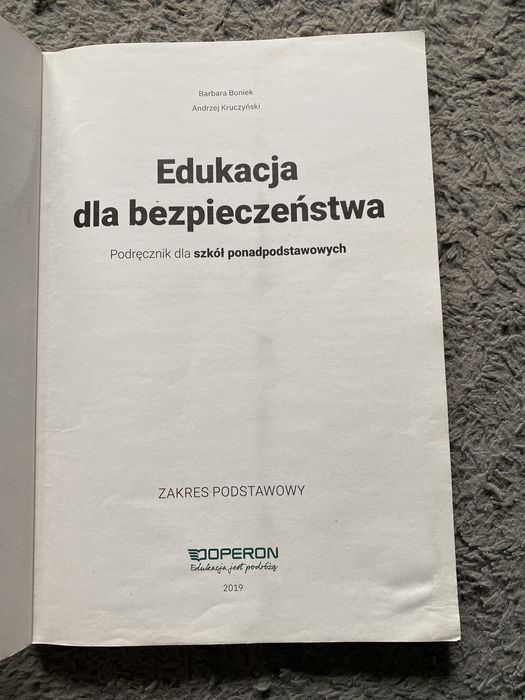 Barbara Boniek
Andrzej Kruczyński
Edukacja
dla bezpieczeństwa
Podręcznik dla szkół ponadpodstawowych
ZAKRES PODSTAWOWY
OPERON
Edukacja jest podróżą
2019